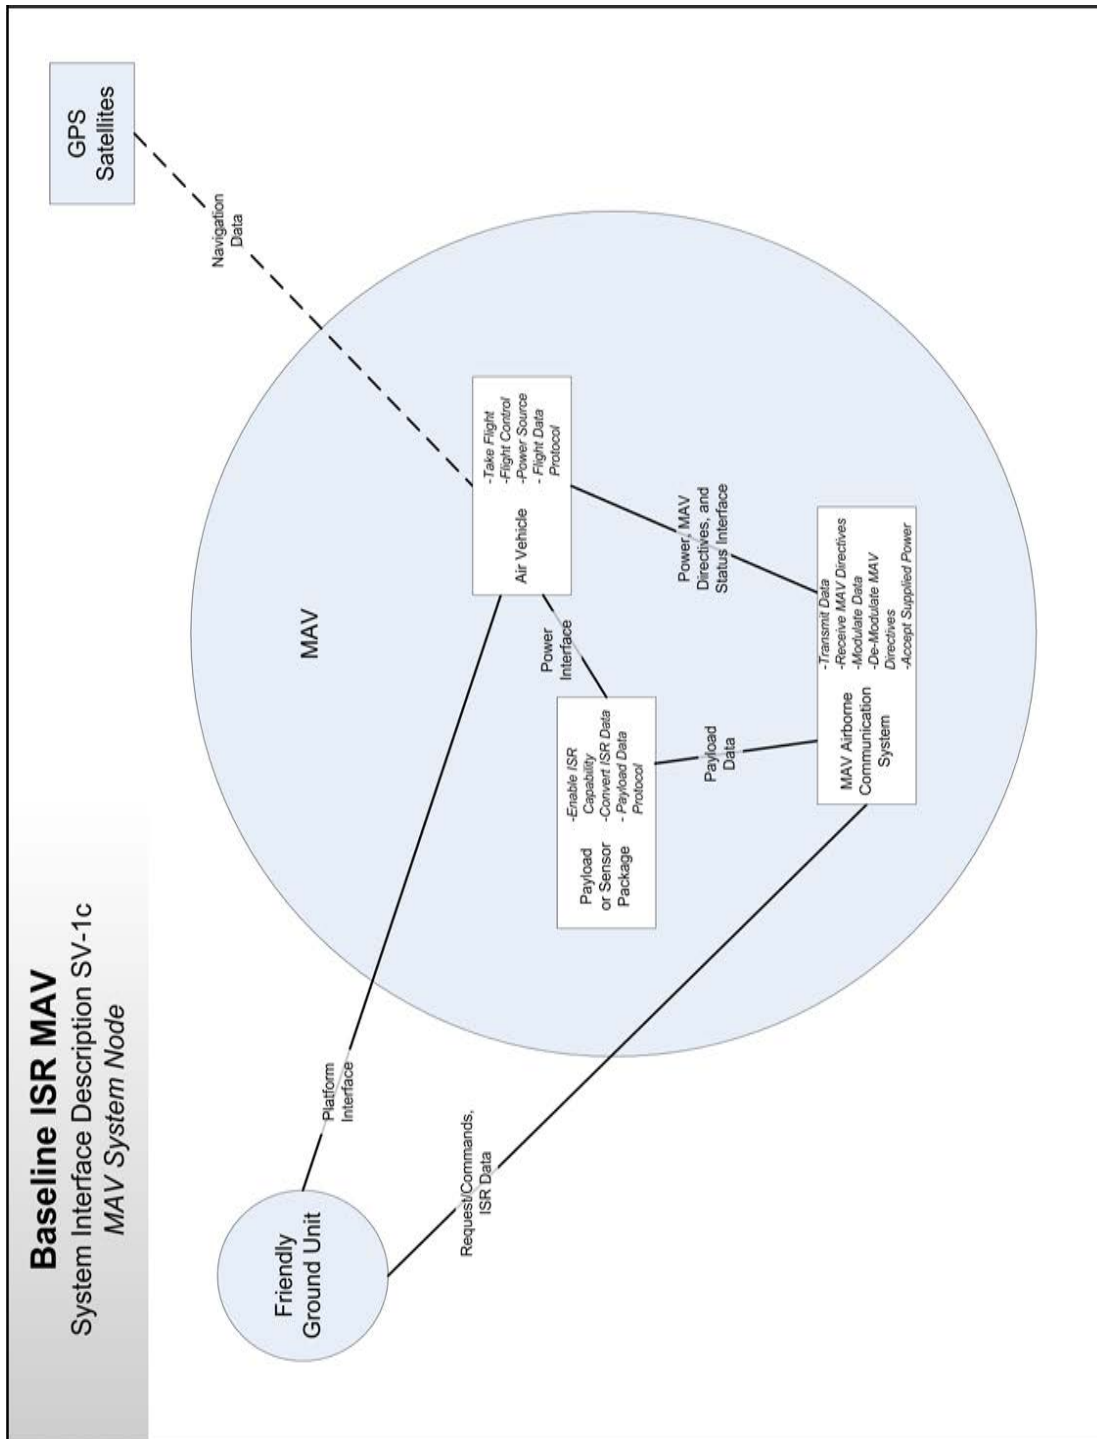 Baseline ISR MAV
System Interface Description SV-1c
MAV System Node
GPS
Satellites
Navigation
Data
Friendly
Ground Unit
Platform
Interface
MAV
Air Vehicle
-Take Flight
-Flight Control
-Power Source
- Flight Data
Protocol
Power
Interface
Payload
or Sensor
Package
-Enable ISR
Capability
-Convert ISR Data
- Payload Data
Protocol
Power, MAV
Directives, and
Status Interface
Payload
Data
Request/Commands,
ISR Data
MAV Airborne
Communication
System
-Transmit Data
-Receive MAV Directives
-Modulate Data
-De-Modulate MAV
Directives
-Accept Supplied Power